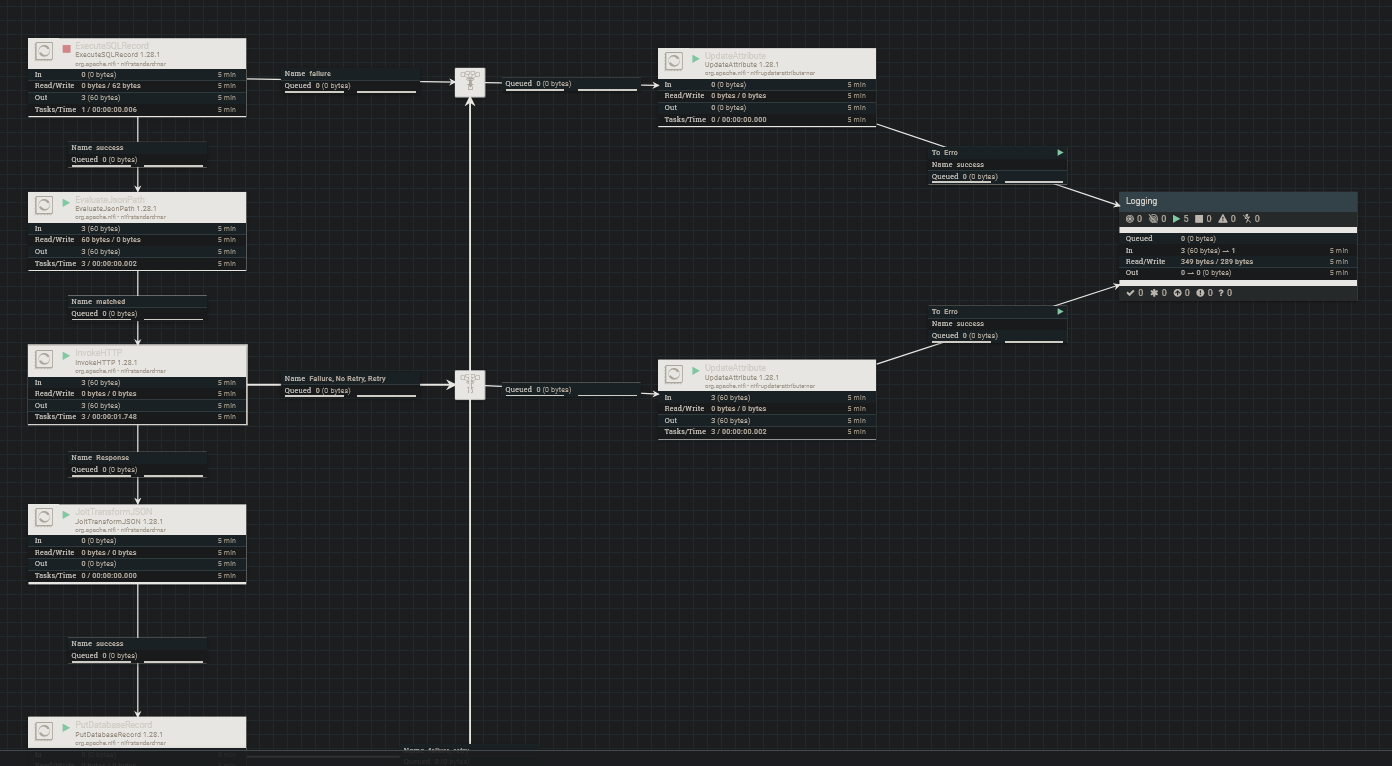 ExecuteSQLRecord
ExecuteSQLRecord 1.28.1
org.apache.nifi - nifi-standard-nar
In 0 (0 bytes) 5 min
Read/Write 0 bytes / 62 bytes 5 min
Out 3 (60 bytes) 5 min
Tasks/Time 1 / 00:00:00.006 5 min
Name failure
Queued 0 (0 bytes)
Queued 0 (0 bytes)
UpdateAttribute
UpdateAttribute 1.28.1
org.apache.nifi - nifi-update-attribute-nar
In 0 (0 bytes) 5 min
Read/Write 0 bytes / 0 bytes 5 min
Out 0 (0 bytes) 5 min
Tasks/Time 0 / 00:00:00.000 5 min
Name success
Queued 0 (0 bytes)
To Erro
Name success
Queued 0 (0 bytes)
EvaluateJsonPath
EvaluateJsonPath 1.28.1
org.apache.nifi - nifi-standard-nar
In 3 (60 bytes) 5 min
Read/Write 60 bytes / 0 bytes 5 min
Out 3 (60 bytes) 5 min
Tasks/Time 3 / 00:00:00.002 5 min
Logging
0 0 5 0 0 0
Queued 0 (0 bytes)
In 3 (60 bytes) → 1 5 min
Read/Write 349 bytes / 289 bytes 5 min
Out 0 → 0 (0 bytes) 5 min
0 0 0 0 ? 0
Name matched
Queued 0 (0 bytes)
To Erro
Name success
Queued 0 (0 bytes)
InvokeHTTP
InvokeHTTP 1.28.1
org.apache.nifi - nifi-standard-nar
In 3 (60 bytes) 5 min
Read/Write 0 bytes / 0 bytes 5 min
Out 3 (60 bytes) 5 min
Tasks/Time 3 / 00:00:01.748 5 min
Name Failure, No Retry, Retry
Queued 0 (0 bytes)
Queued 0 (0 bytes)
UpdateAttribute
UpdateAttribute 1.28.1
org.apache.nifi - nifi-update-attribute-nar
In 3 (60 bytes) 5 min
Read/Write 0 bytes / 0 bytes 5 min
Out 3 (60 bytes) 5 min
Tasks/Time 3 / 00:00:00.002 5 min
Name Response
Queued 0 (0 bytes)
JoltTransformJSON
JoltTransformJSON 1.28.1
org.apache.nifi - nifi-standard-nar
In 0 (0 bytes) 5 min
Read/Write 0 bytes / 0 bytes 5 min
Out 0 (0 bytes) 5 min
Tasks/Time 0 / 00:00:00.000 5 min
Name success
Queued 0 (0 bytes)
PutDatabaseRecord
PutDatabaseRecord 1.28.1
org.apache.nifi - nifi-standard-nar